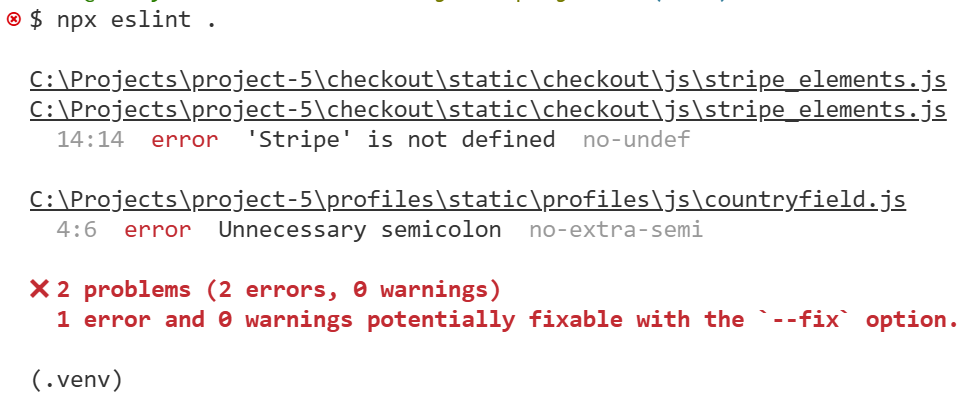 $ npx eslint .
C:\Projects\project-5\checkout\static\checkout\js\stripe_elements.js
C:\Projects\project-5\checkout\static\checkout\js\stripe_elements.js
14:14 error 'Stripe' is not defined no-undef
C:\Projects\project-5\profiles\static\profiles\js\countryfield.js
4:6 error Unnecessary semicolon no-extra-semi
✖ 2 problems (2 errors, 0 warnings)
1 error and 0 warnings potentially fixable with the `--fix` option.
(.venv)